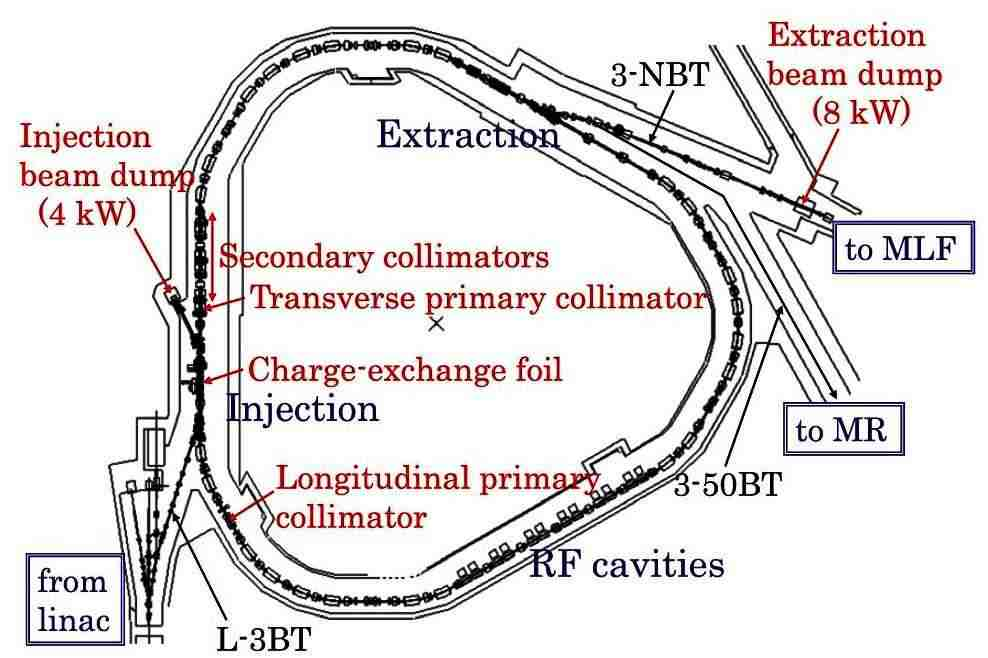 Extraction
beam dump
(8 kW)
3-NBT
Extraction
Injection
beam dump
(4 kW)
to MLF
Secondary collimators
Transverse primary collimator
Charge-exchange foil
Injection
to MR
Longitudinal primary
collimator
3-50BT
RF cavities
from
linac
L-3BT